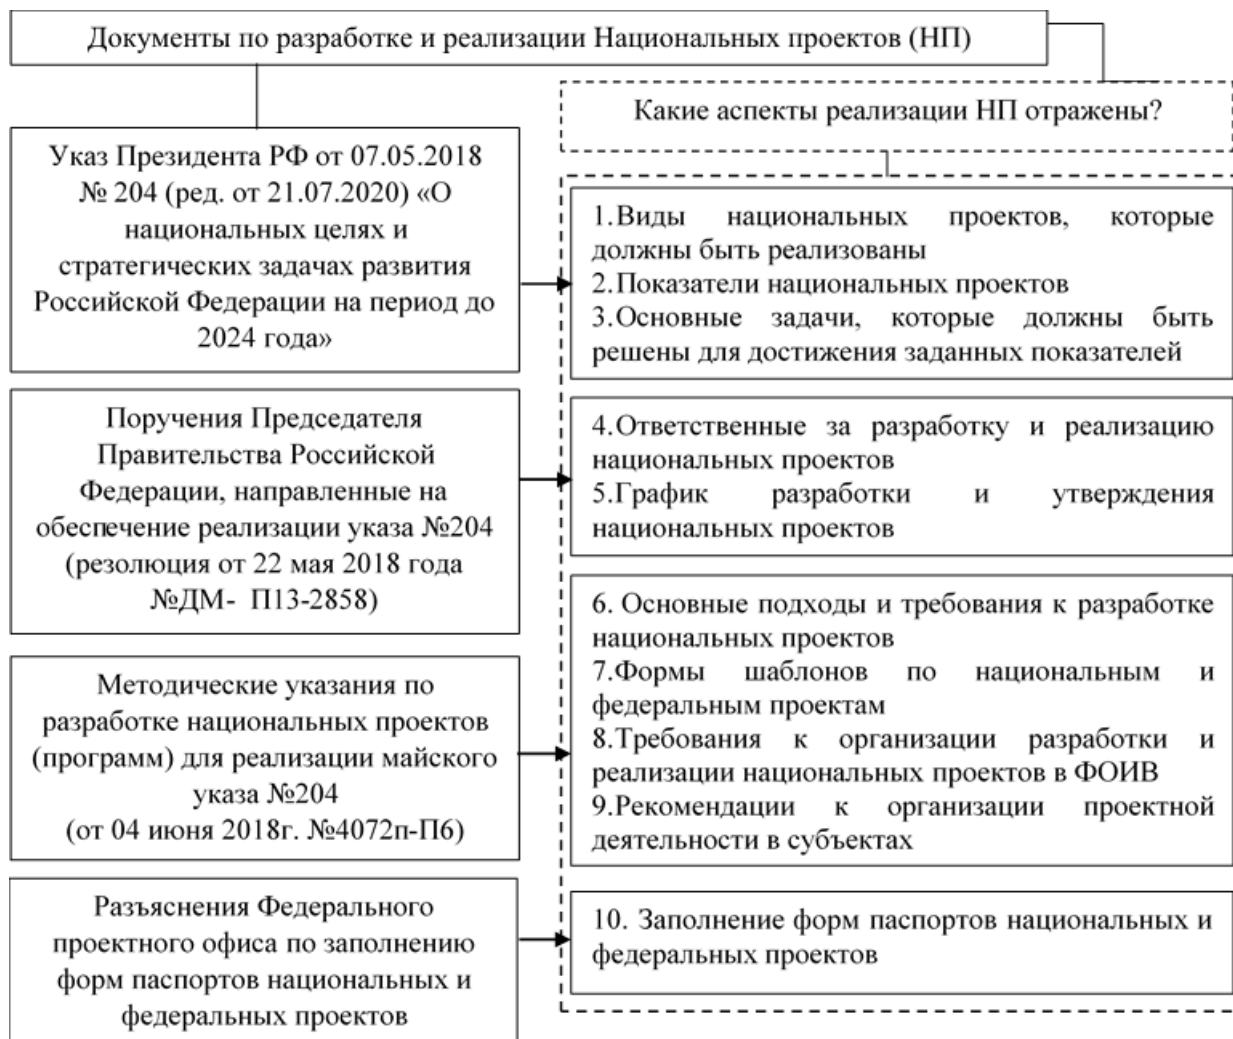 Документы по разработке и реализации Национальных проектов (НП)
Какие аспекты реализации НП отражены?
Указ Президента РФ от 07.05.2018
№ 204 (ред. от 21.07.2020) «О
национальных целях и
стратегических задачах развития
Российской Федерации на период до
2024 года»
1.Виды национальных проектов, которые
должны быть реализованы
2.Показатели национальных проектов
3.Основные задачи, которые должны быть
решены для достижения заданных показателей
Поручения Председателя
Правительства Российской
Федерации, направленные на
обеспечение реализации указа №204
(резолюция от 22 мая 2018 года
№ДМ- П13-2858)
4.Ответственные за разработку и реализацию
национальных проектов
5.График разработки и утверждения
национальных проектов
Методические указания по
разработке национальных проектов
(программ) для реализации майского
указа №204
(от 04 июня 2018г. №4072п-П6)
6. Основные подходы и требования к разработке
национальных проектов
7.Формы шаблонов по национальным и
федеральным проектам
8.Требования к организации разработки и
реализации национальных проектов в ФОИВ
9.Рекомендации к организации проектной
деятельности в субъектах
Разъяснения Федерального
проектного офиса по заполнению
форм паспортов национальных и
федеральных проектов
10. Заполнение форм паспортов национальных и
федеральных проектов